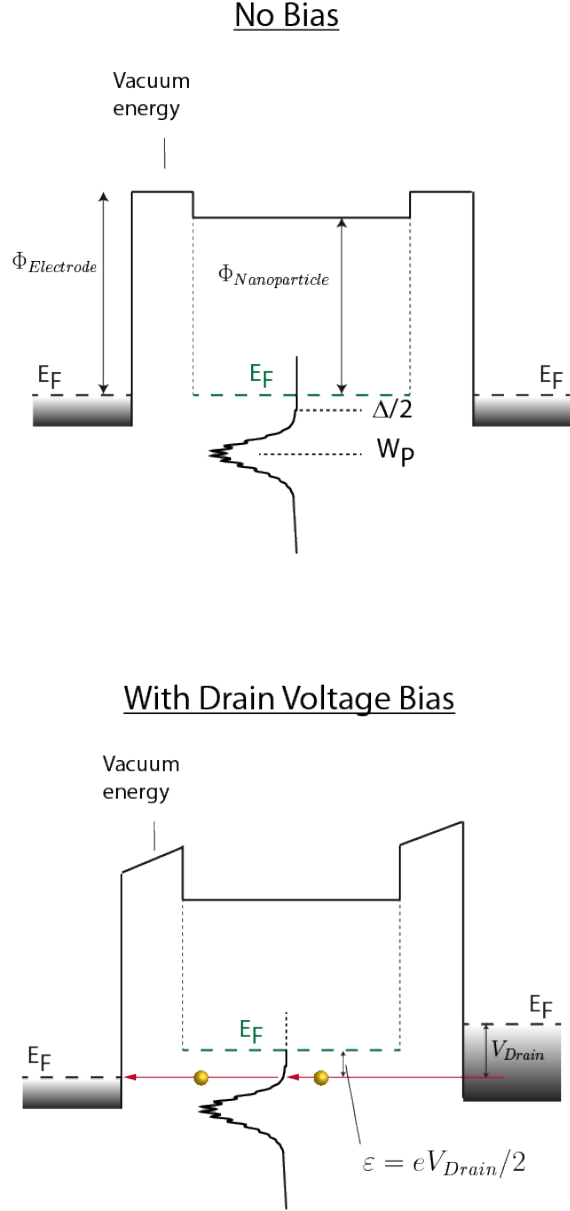 No Bias
Vacuum
energy
Φ_Electrode
Φ_Nanoparticle
E_F
E_F
E_F
Δ/2
W_P
With Drain Voltage Bias
Vacuum
energy
E_F
E_F
E_F
V_Drain
ε = eV_Drain/2